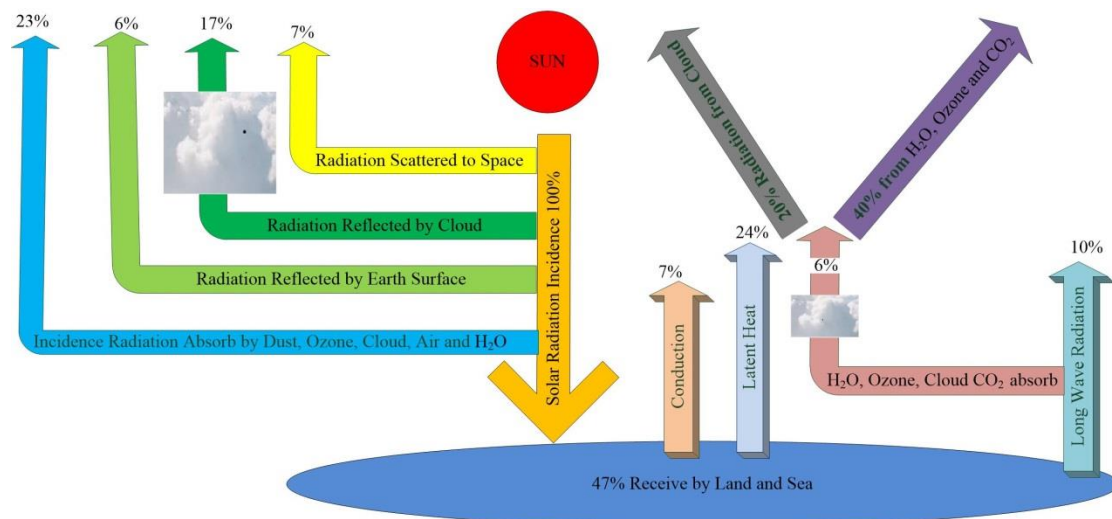 23%
6%
17%
7%
SUN
Radiation Scattered to Space
Radiation Reflected by Cloud
Radiation Reflected by Earth Surface
Incidence Radiation Absorb by Dust, Ozone, Cloud, Air and H₂O
Solar Radiation Incidence 100%
20% Radiation from Cloud
40% from H₂O, Ozone and CO₂
7%
Conduction
24%
Latent Heat
6%
H₂O, Ozone, Cloud CO₂ absorb
10%
Long Wave Radiation
47% Receive by Land and Sea